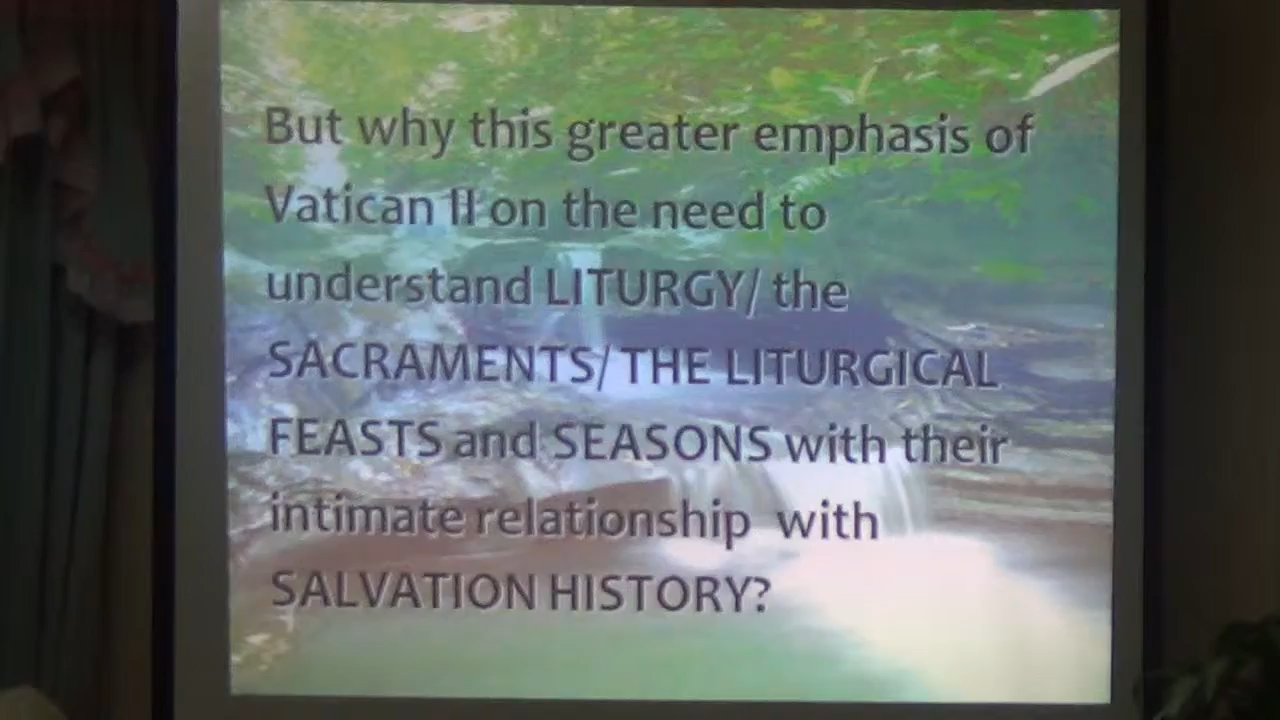 But why this greater emphasis of
Vatican II on the need to
understand LITURGY/ the
SACRAMENTS/ THE LITURGICAL
FEASTS and SEASONS with their
intimate relationship with
SALVATION HISTORY?